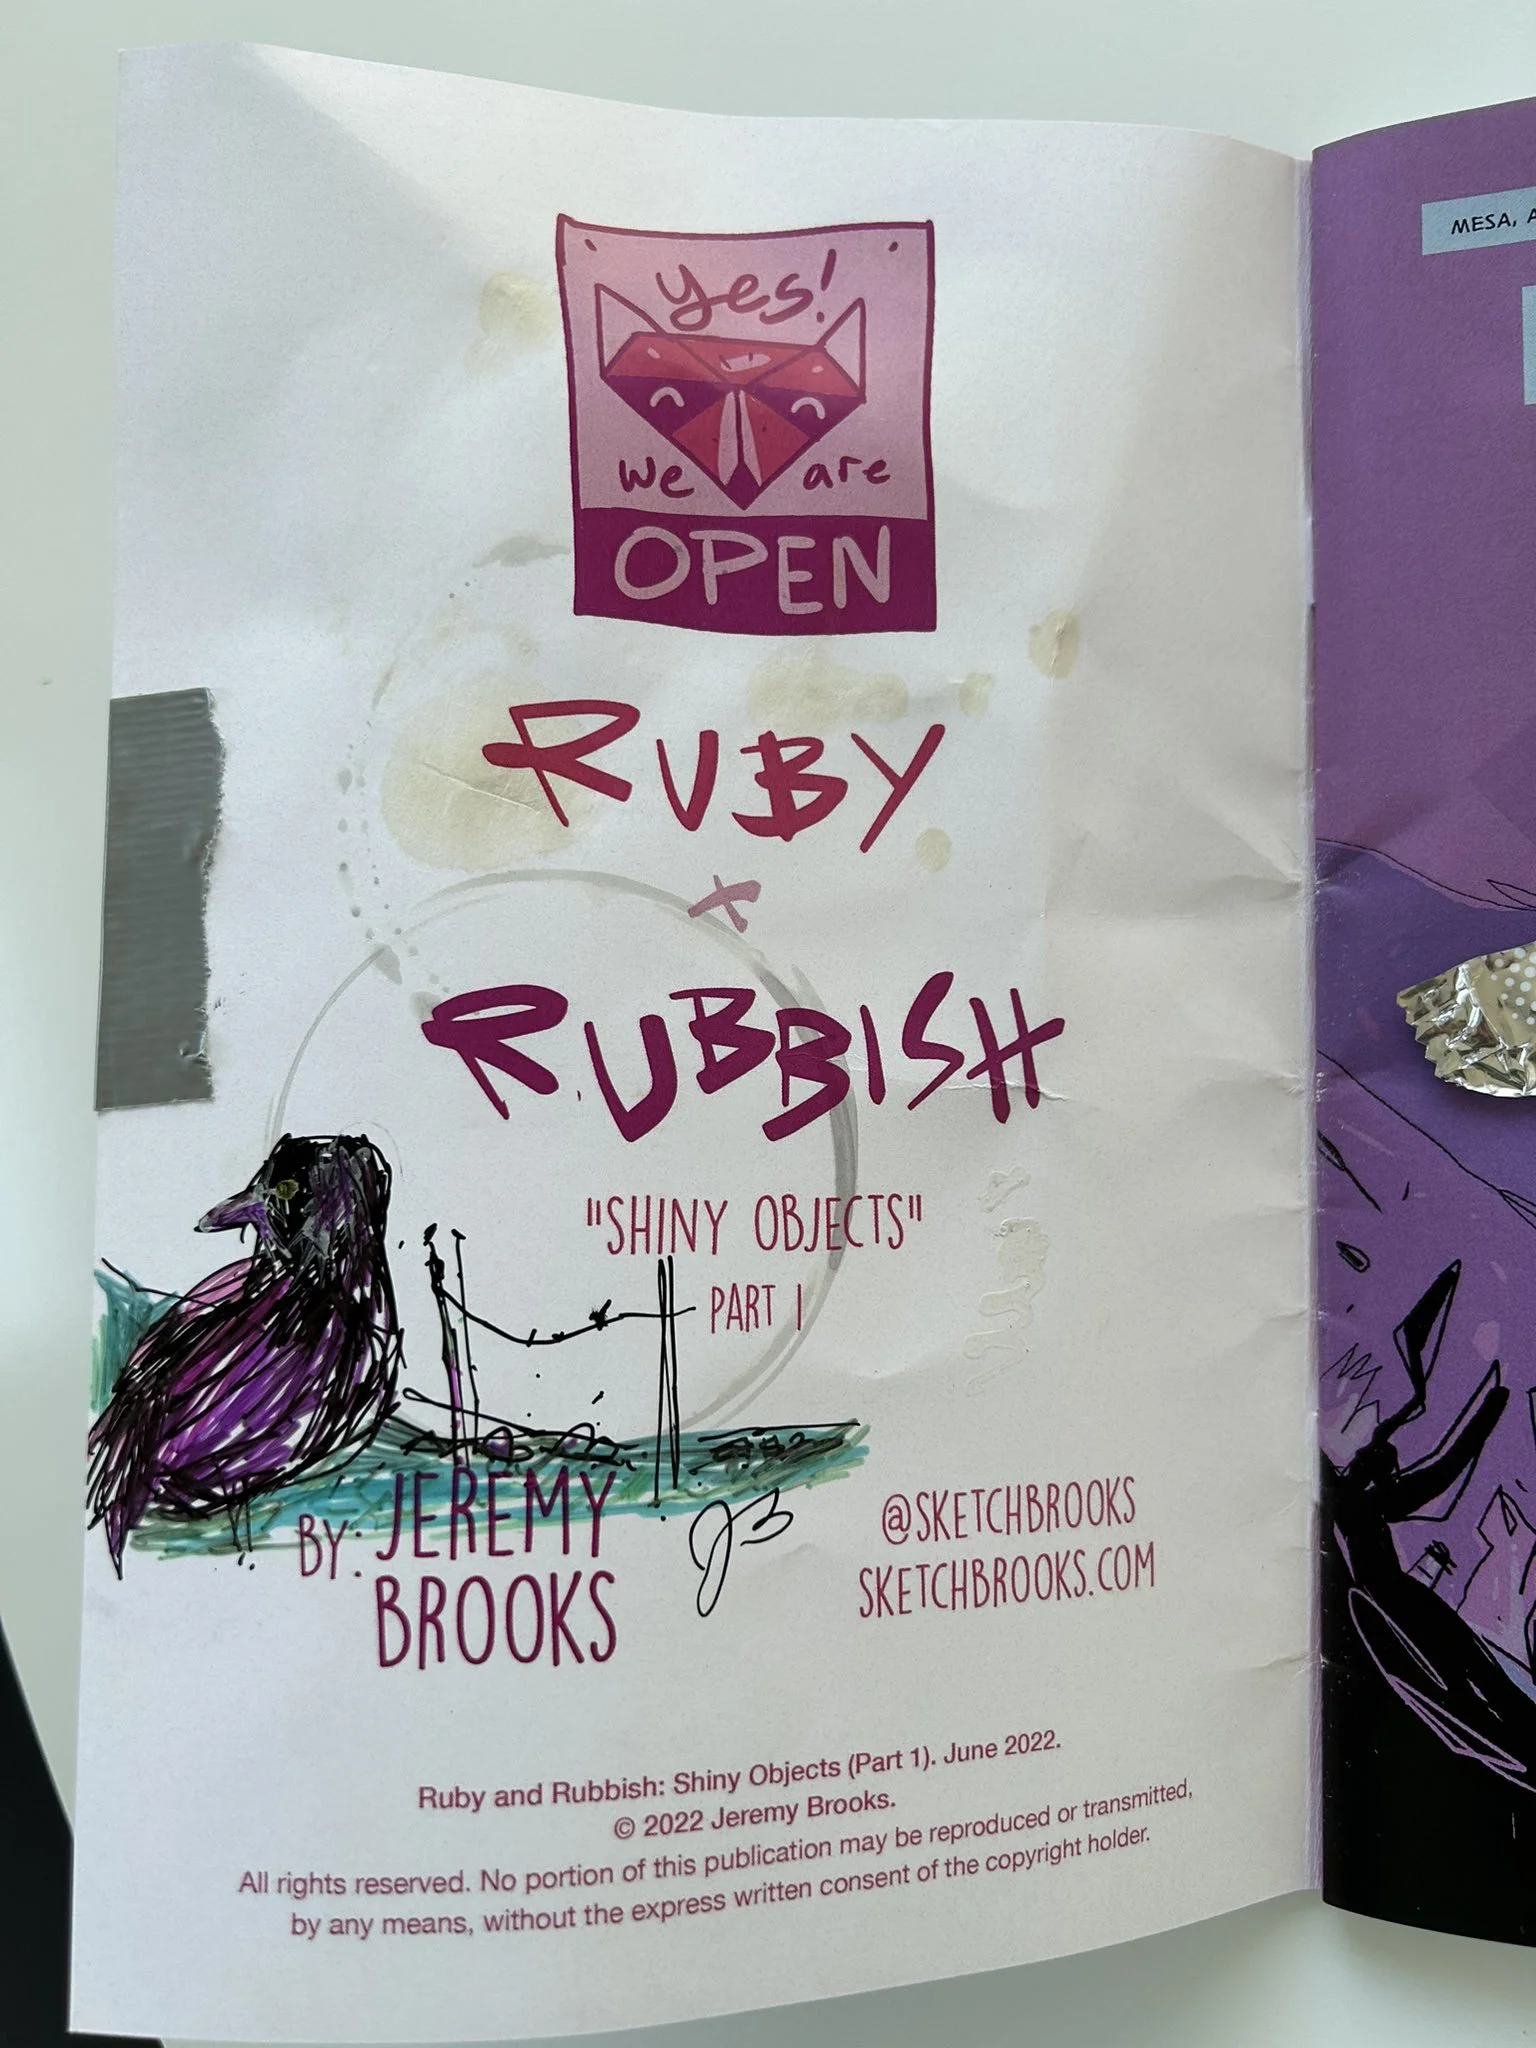 yes!
we are
OPEN
RUBY
+
RUBBISH
"SHINY OBJECTS"
PART 1
BY: JEREMY
BROOKS
JB
@SKETCHBROOKS
SKETCHBROOKS.COM
Ruby and Rubbish: Shiny Objects (Part 1). June 2022.
© 2022 Jeremy Brooks.
All rights reserved. No portion of this publication may be reproduced or transmitted,
by any means, without the express written consent of the copyright holder.
MESA,